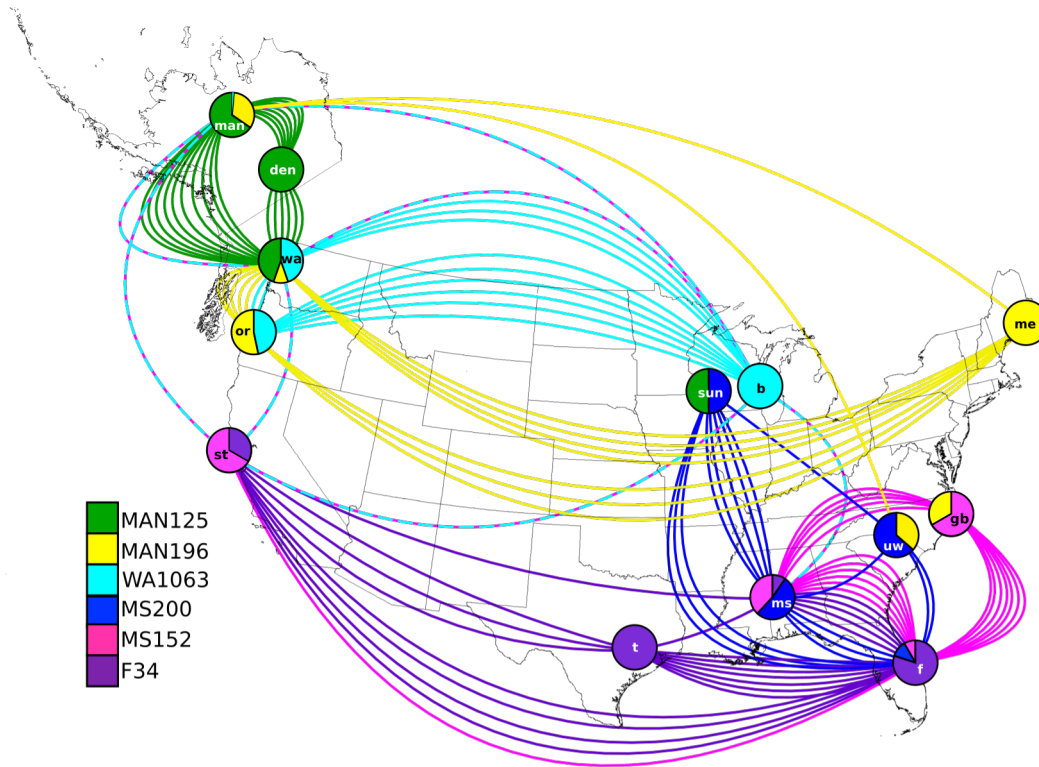 man
den
wa
or
me
sun
b
st
gb
uw
ms
t
f
MAN125
MAN196
WA1063
MS200
MS152
F34